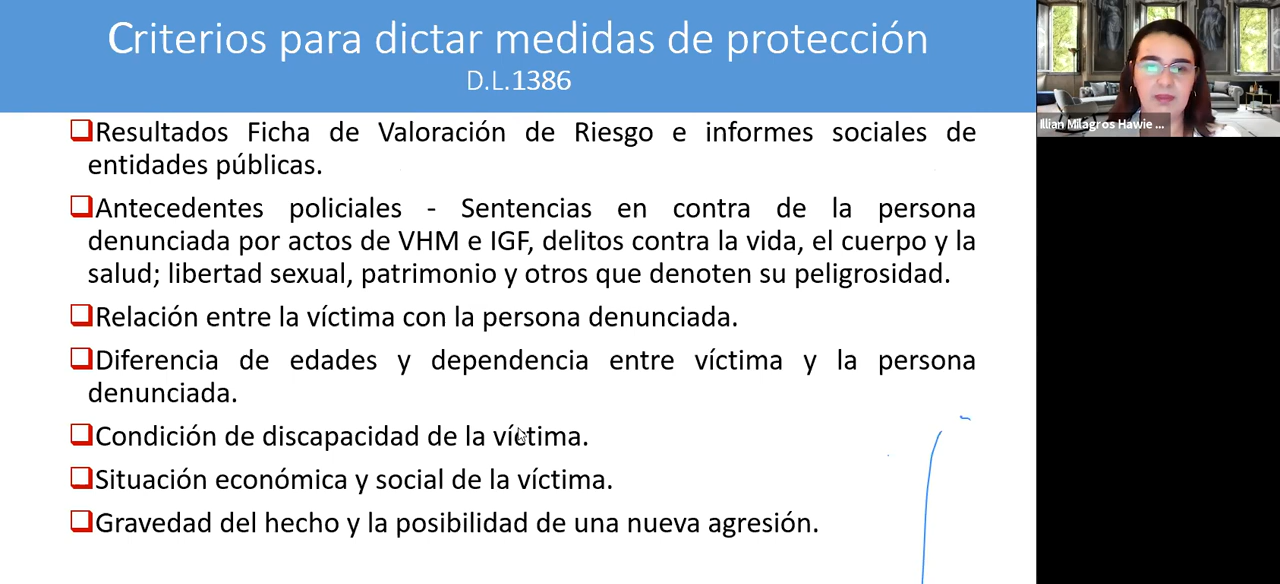 Criterios para dictar medidas de protección
D.L.1386
Resultados Ficha de Valoración de Riesgo e informes sociales de
entidades públicas.
Antecedentes policiales - Sentencias en contra de la persona
denunciada por actos de VHM e IGF, delitos contra la vida, el cuerpo y la
salud; libertad sexual, patrimonio y otros que denoten su peligrosidad.
Relación entre la víctima con la persona denunciada.
Diferencia de edades y dependencia entre víctima y la persona
denunciada.
Condición de discapacidad de la víctima.
Situación económica y social de la víctima.
Gravedad del hecho y la posibilidad de una nueva agresión.
Illian Milagros Hawie ...